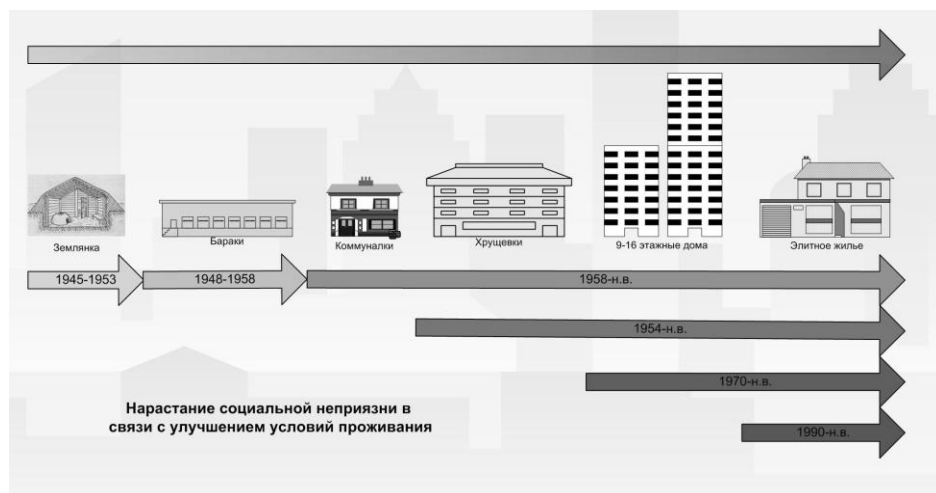 Землянка
Бараки
Коммуналки
Хрущевки
9-16 этажные дома
Элитное жилье
1945-1953
1948-1958
1958-н.в.
1954-н.в.
1970-н.в.
1990-н.в.
Нарастание социальной неприязни в
связи с улучшением условий проживания